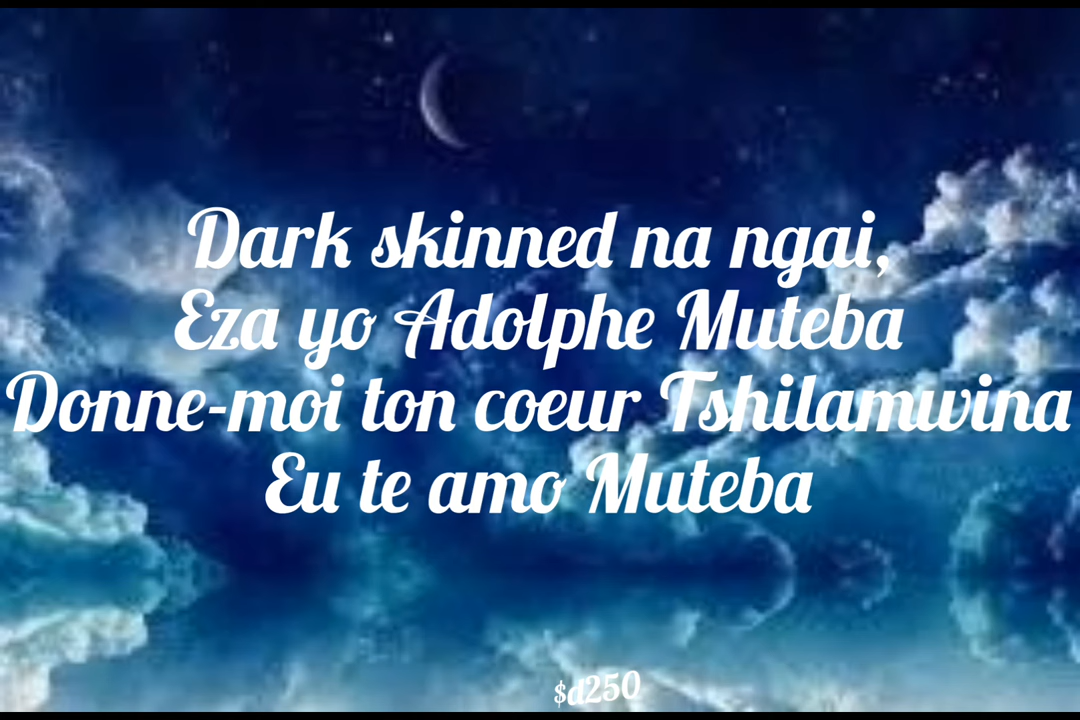 Dark skinned na ngai,
Eza yo Adolphe Muteba
Donne-moi ton coeur Tshilamwina
Eu te amo Muteba
$d250